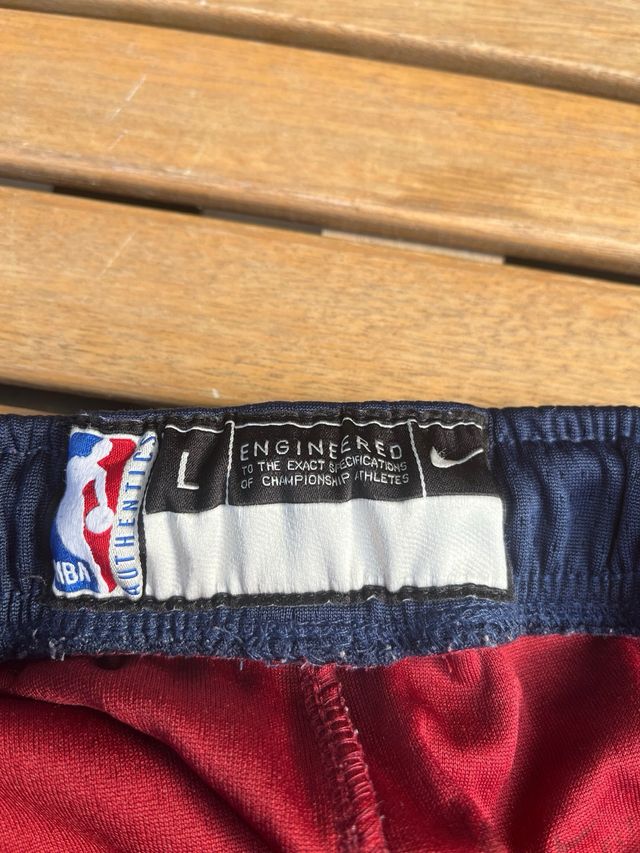 NBA
AUTHENTICS
L
ENGINEERED
TO THE EXACT SPECIFICATIONS
OF CHAMPIONSHIP ATHLETES